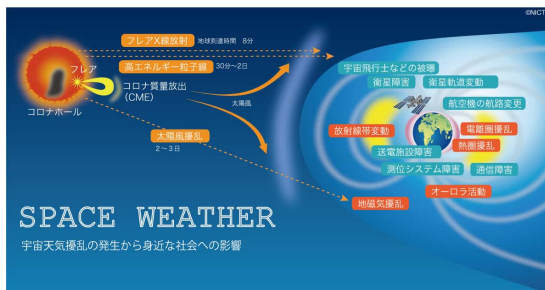 ©NICT
フレアX線放射 地球到達時間 8分
高エネルギー粒子線 30分～2日
フレア
コロナ質量放出
(CME)
コロナホール
太陽風
太陽風擾乱
2～3日
宇宙飛行士などの被曝
衛星障害
衛星軌道変動
航空機の航路変更
放射線帯変動
電離圏擾乱
送電施設障害
熱圏擾乱
測位システム障害
通信障害
オーロラ活動
地磁気擾乱
SPACE WEATHER
宇宙天気擾乱の発生から身近な社会への影響